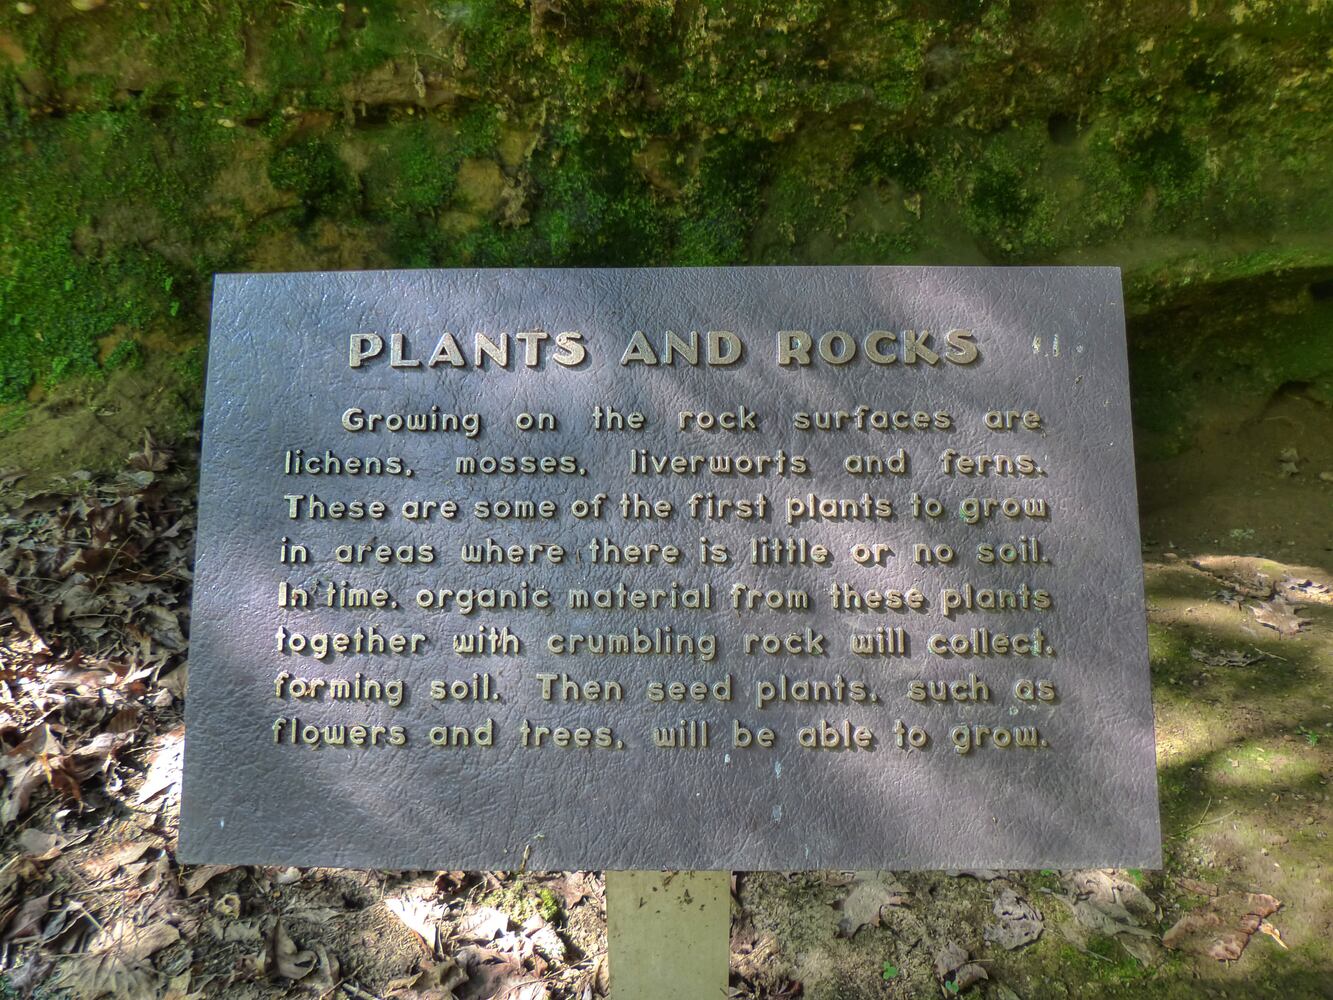 PLANTS AND ROCKS
Growing on the rock surfaces are
lichens, mosses, liverworts and ferns.
These are some of the first plants to grow
in areas where there is little or no soil.
In time, organic material from these plants
together with crumbling rock will collect,
forming soil. Then seed plants, such as
flowers and trees, will be able to grow.